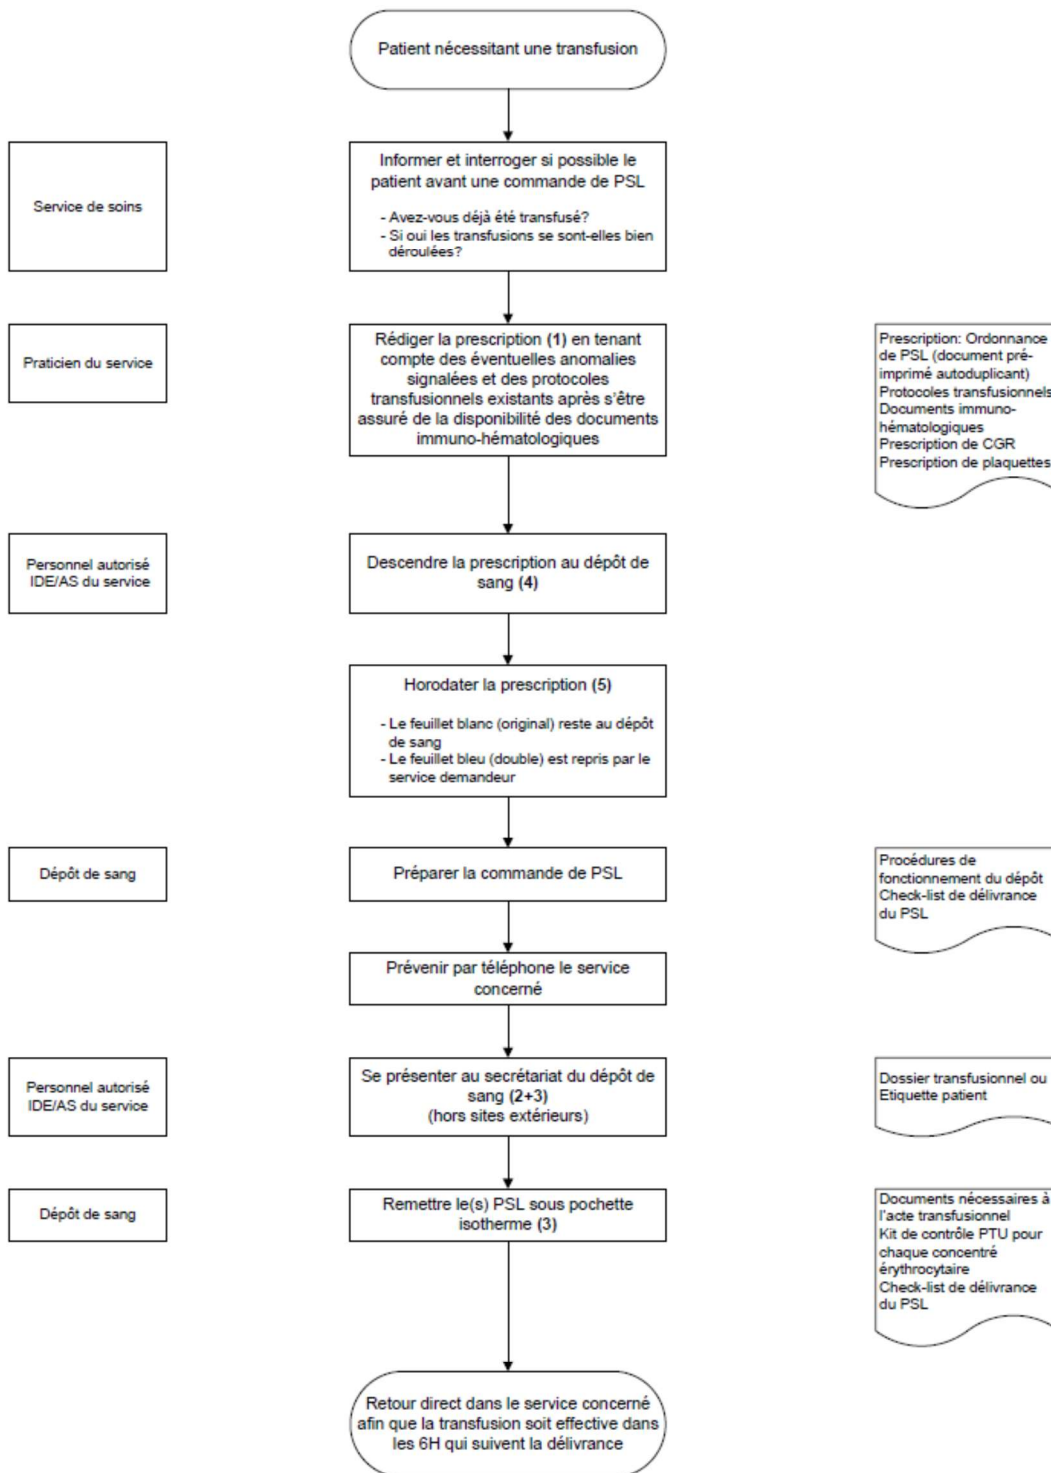 Patient nécessitant une transfusion
Service de soins
Informer et interroger si possible le
patient avant une commande de PSL
- Avez-vous déjà été transfusé?
- Si oui les transfusions se sont-elles bien
déroulées?
Praticien du service
Rédiger la prescription (1) en tenant
compte des éventuelles anomalies
signalées et des protocoles
transfusionnels existants après s'être
assuré de la disponibilité des documents
immuno-hématologiques
Prescription: Ordonnance
de PSL (document pré-
imprimé autoduplicant)
Protocoles transfusionnels
Documents immuno-
hématologiques
Prescription de CGR
Prescription de plaquettes
Personnel autorisé
IDE/AS du service
Descendre la prescription au dépôt de
sang (4)
Horodater la prescription (5)
- Le feuillet blanc (original) reste au dépôt
de sang
- Le feuillet bleu (double) est repris par le
service demandeur
Dépôt de sang
Préparer la commande de PSL
Procédures de
fonctionnement du dépôt
Check-list de délivrance
du PSL
Prévenir par téléphone le service
concerné
Personnel autorisé
IDE/AS du service
Se présenter au secrétariat du dépôt de
sang (2+3)
(hors sites extérieurs)
Dossier transfusionnel ou
Etiquette patient
Dépôt de sang
Remettre le(s) PSL sous pochette
isotherme (3)
Documents nécessaires à
l'acte transfusionnel
Kit de contrôle PTU pour
chaque concentré
érythrocytaire
Check-list de délivrance
du PSL
Retour direct dans le service concerné
afin que la transfusion soit effective dans
les 6H qui suivent la délivrance